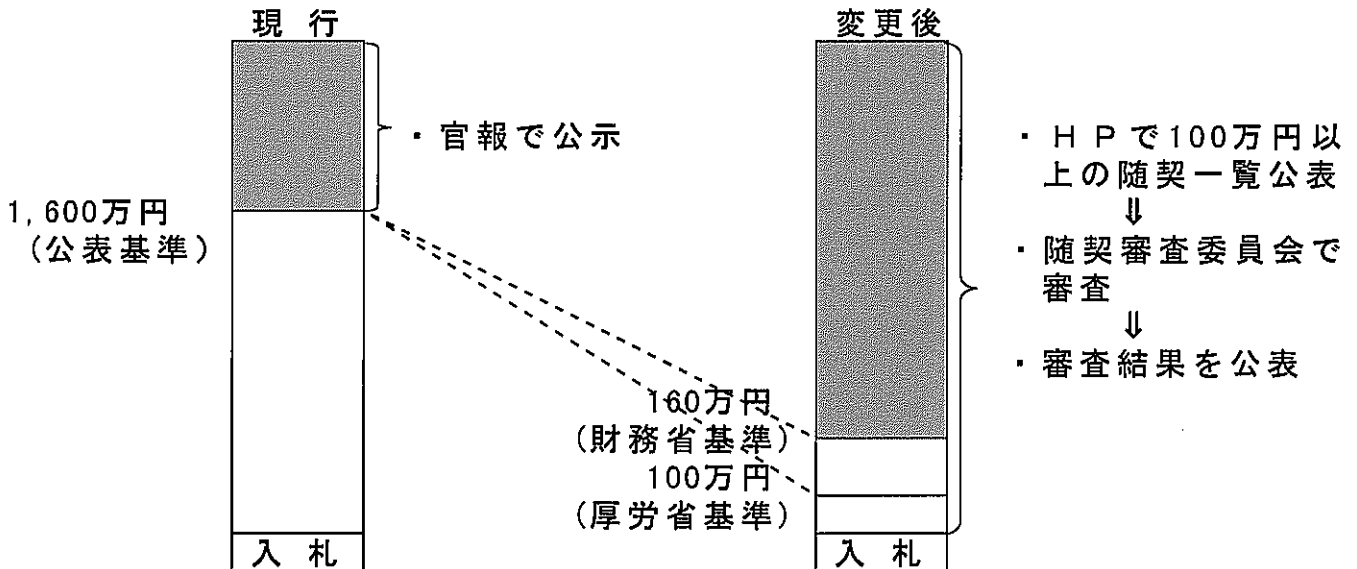 現行
・官報で公示
1,600万円
(公表基準)
入札
変更後
160万円
(財務省基準)
100万円
(厚労省基準)
入札
・HPで100万円以
上の随契一覧公表
⇓
・随契審査委員会で
審査
⇓
・審査結果を公表